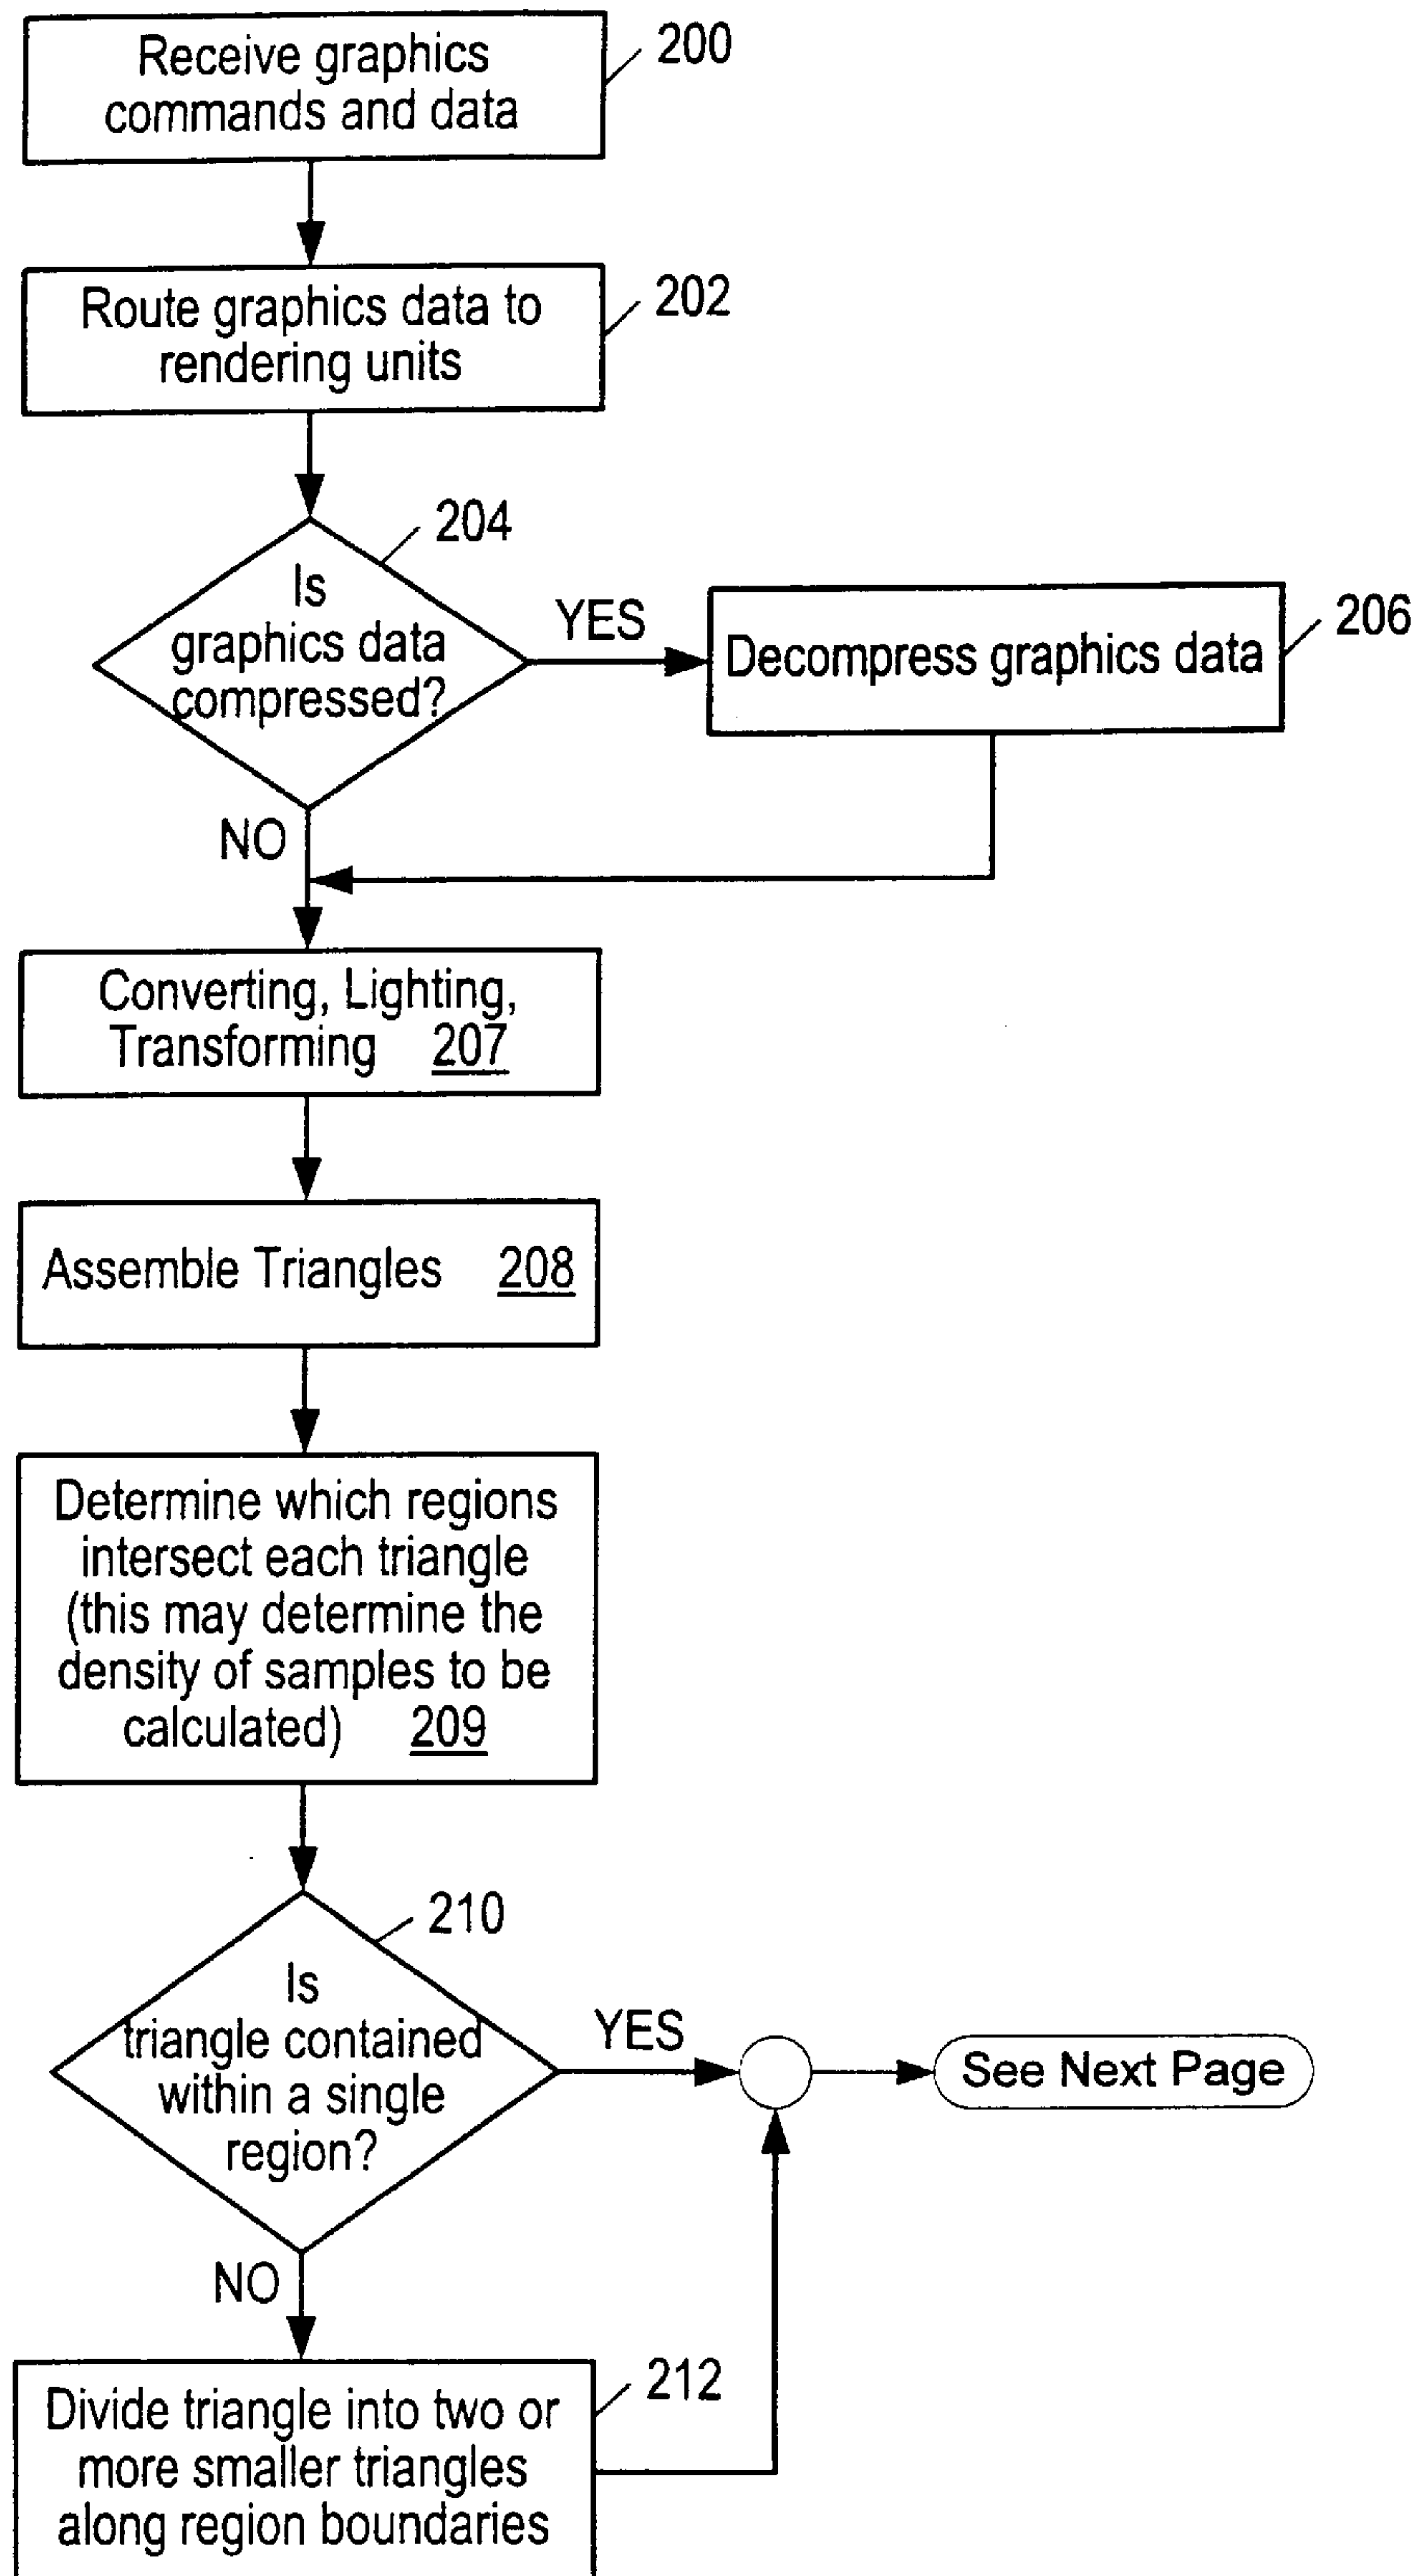 Receive graphics
commands and data
200
Route graphics data to
rendering units
202
204
Is
graphics data
compressed?
YES
Decompress graphics data
206
NO
Converting, Lighting,
Transforming 207
Assemble Triangles 208
Determine which regions
intersect each triangle
(this may determine the
density of samples to be
calculated) 209
210
Is
triangle contained
within a single
region?
YES
See Next Page
NO
212
Divide triangle into two or
more smaller triangles
along region boundaries